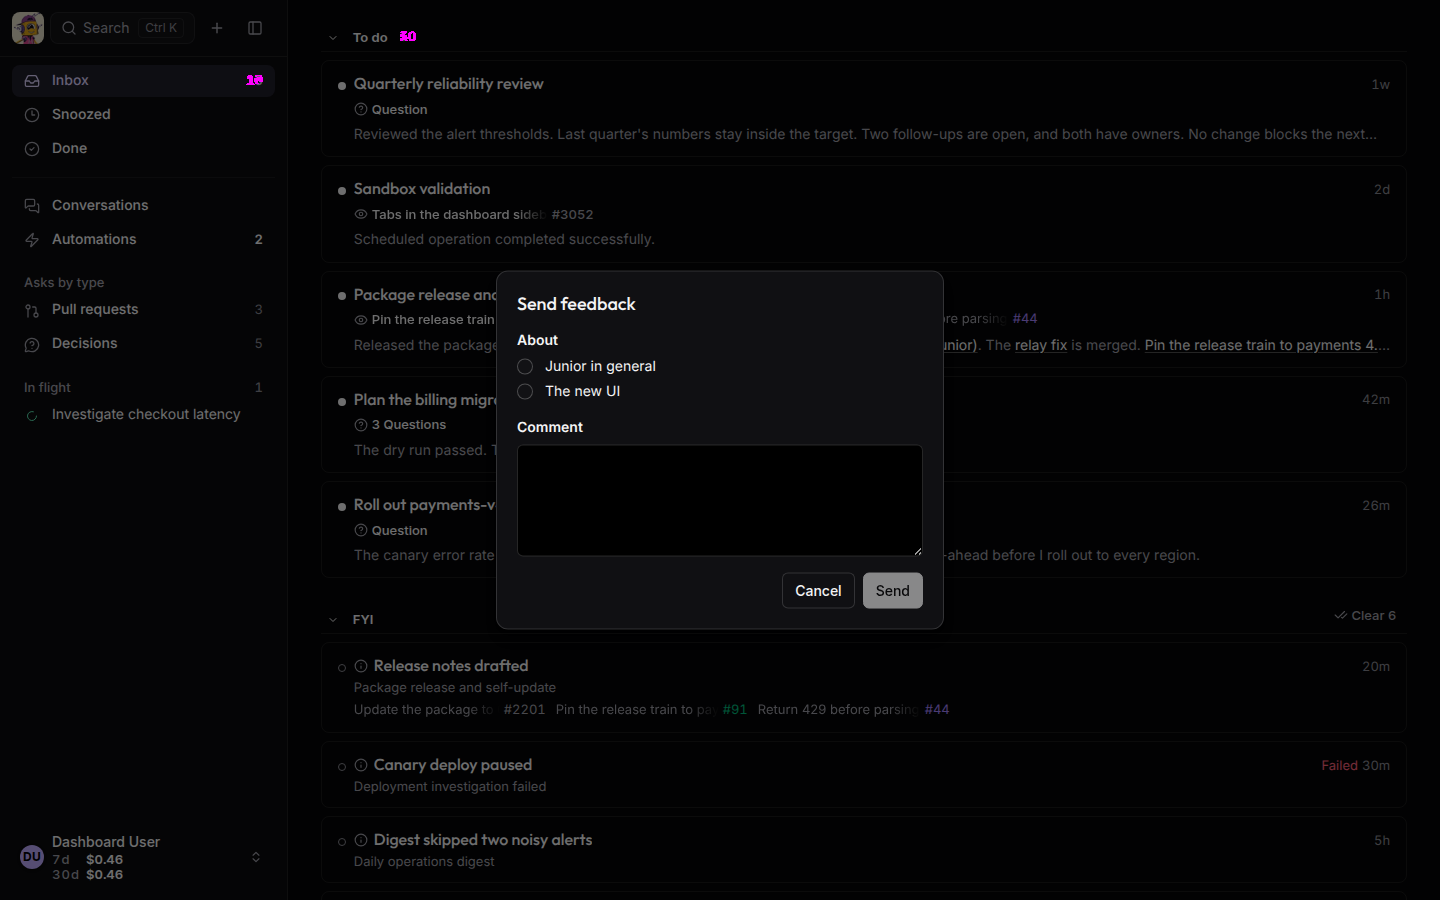 Search Ctrl K
Inbox
Snoozed
Done
Conversations
Automations 2
Asks by type
Pull requests 3
Decisions 5
In flight 1
Investigate checkout latency
Dashboard User
7d $0.46
30d $0.46
DU
To do
Quarterly reliability review 1w
Question
Reviewed the alert thresholds. Last quarter's numbers stay inside the target. Two follow-ups are open, and both have owners. No change blocks the next...
Sandbox validation 2d
Tabs in the dashboard sideb #3052
Scheduled operation completed successfully.
Package release and 1h
Pin the release train re parsing #44
Released the package unior). The relay fix is merged. Pin the release train to payments 4....
Plan the billing migr 42m
3 Questions
The dry run passed.
Roll out payments-v 26m
Question
The canary error rate -ahead before I roll out to every region.
Send feedback
About
Junior in general
The new UI
Comment
Cancel Send
FYI Clear 6
Release notes drafted 20m
Package release and self-update
Update the package to #2201 Pin the release train to pay #91 Return 429 before parsing #44
Canary deploy paused Failed 30m
Deployment investigation failed
Digest skipped two noisy alerts 5h
Daily operations digest